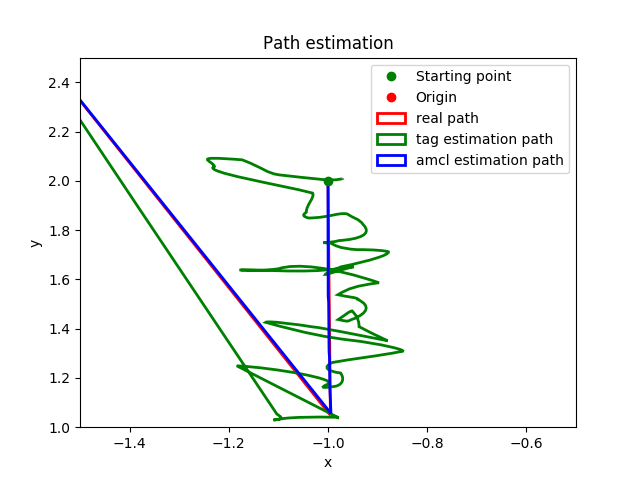 Path estimation
Starting point
Origin
real path
tag estimation path
amcl estimation path
2.4
2.2
2.0
1.8
1.6
1.4
1.2
1.0
y
−1.4
−1.2
−1.0
−0.8
−0.6
x